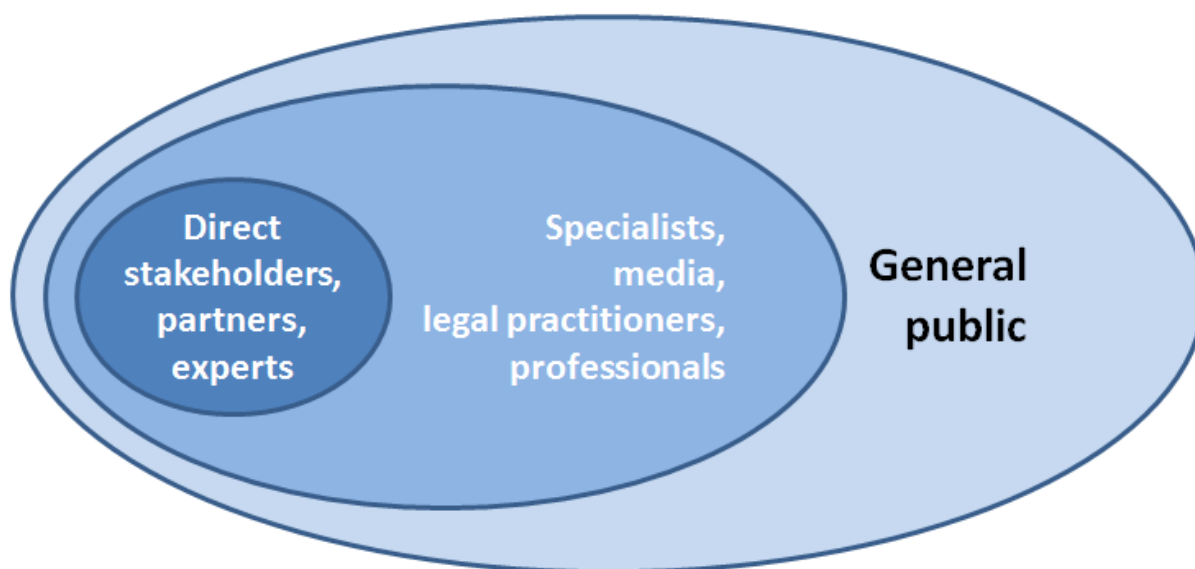 Direct
stakeholders,
partners,
experts
Specialists,
media,
legal practitioners,
professionals
General
public